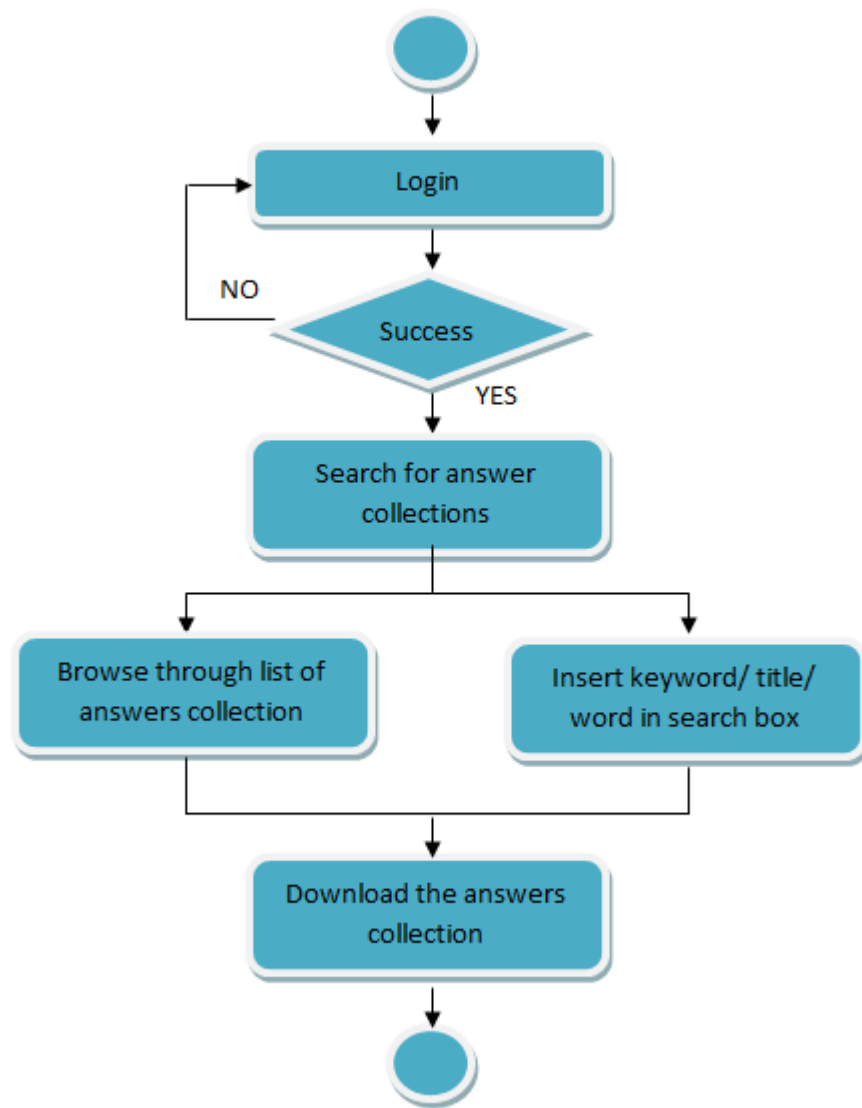 Login
NO
Success
YES
Search for answer
collections
Browse through list of
answers collection
Insert keyword/ title/
word in search box
Download the answers
collection